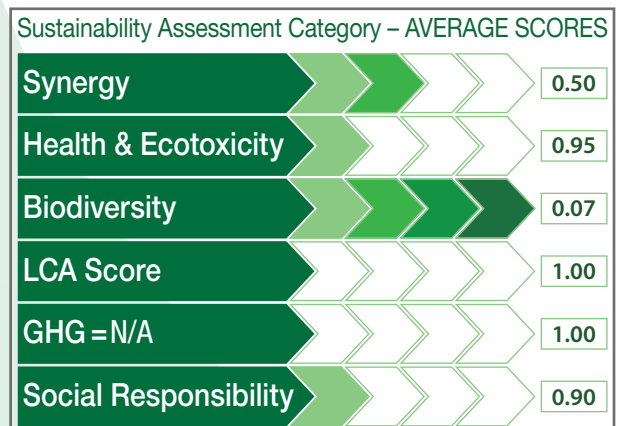 Sustainability Assessment Category – AVERAGE SCORES
Synergy 0.50
Health & Ecotoxicity 0.95
Biodiversity 0.07
LCA Score 1.00
GHG = N/A 1.00
Social Responsibility 0.90